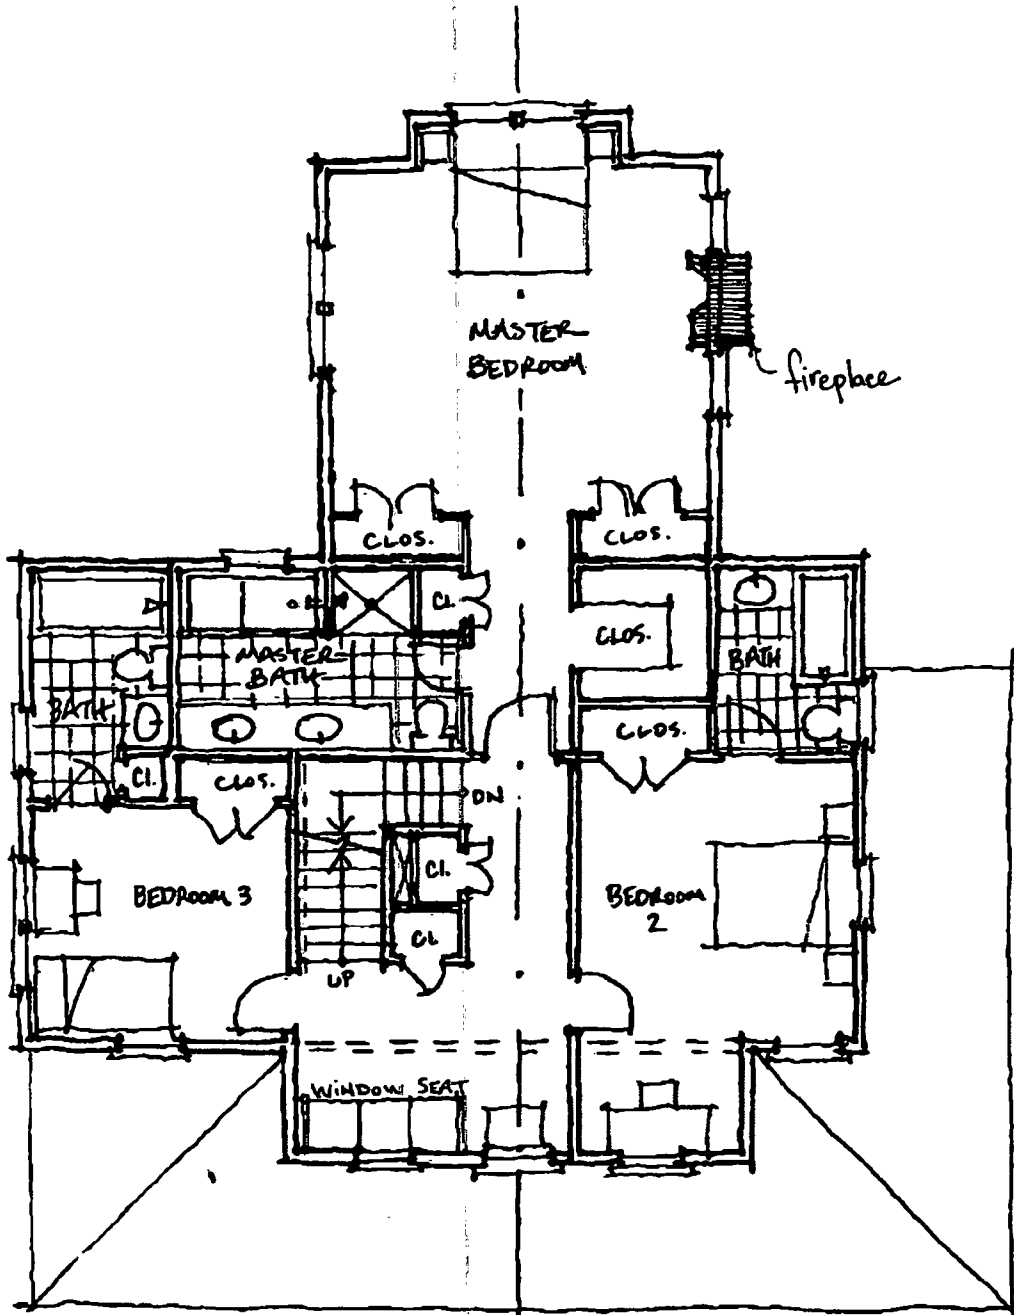 MASTER
BEDROOM
fireplace
CLOS.
CLOS.
CL.
CLOS.
MASTER
BATH
BATH
BATH
CLOS.
CL.
CLOS.
DN
CL.
BEDROOM 3
BEDROOM
2
CL
UP
WINDOW SEAT